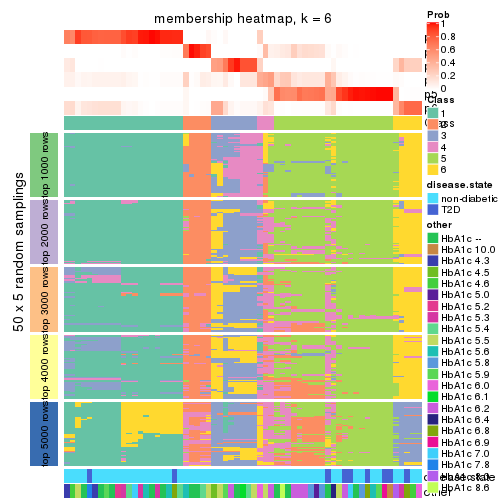 membership heatmap, k = 6
50 x 5 random samplings
top 1000 rows
top 2000 rows
top 3000 rows
top 4000 rows
top 5000 rows
Prob
1
0.8
0.6
0.4
0.2
0
Class
1
2
3
4
5
6
disease.state
non-diabetic
T2D
other
HbA1c --
HbA1c 10.0
HbA1c 4.3
HbA1c 4.5
HbA1c 4.6
HbA1c 5.0
HbA1c 5.2
HbA1c 5.3
HbA1c 5.4
HbA1c 5.5
HbA1c 5.6
HbA1c 5.8
HbA1c 5.9
HbA1c 6.0
HbA1c 6.1
HbA1c 6.2
HbA1c 6.4
HbA1c 6.8
HbA1c 6.9
HbA1c 7.0
HbA1c 7.8
HbA1c 8.6
disease.state
other